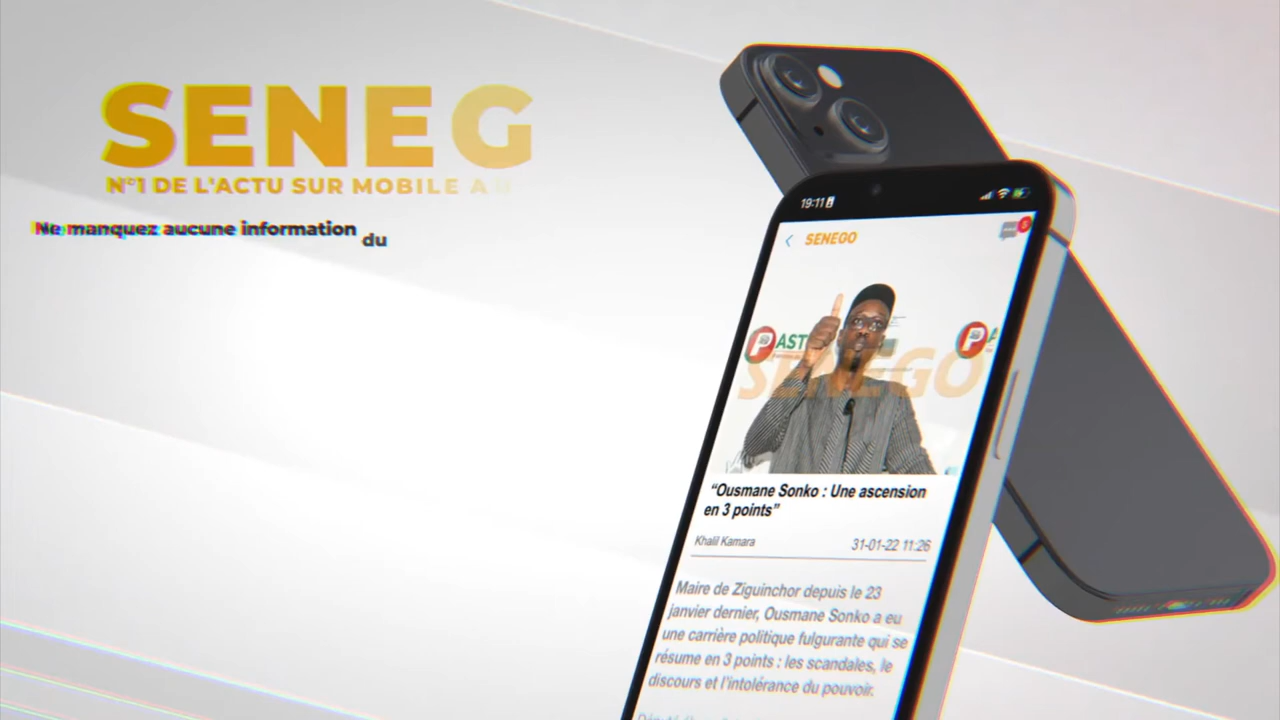 SENEG
N°1 DE L'ACTU SUR MOBILE A
Ne manquez aucune information
du
19:11
SENEGO
PAST
P
SENEGO
“Ousmane Sonko : Une ascension
en 3 points”
Khalil Kamara
31-01-22 11:26
Maire de Ziguinchor depuis le 23
janvier dernier, Ousmane Sonko a eu
une carrière politique fulgurante qui se
résume en 3 points : les scandales, le
discours et l'intolérance du pouvoir.